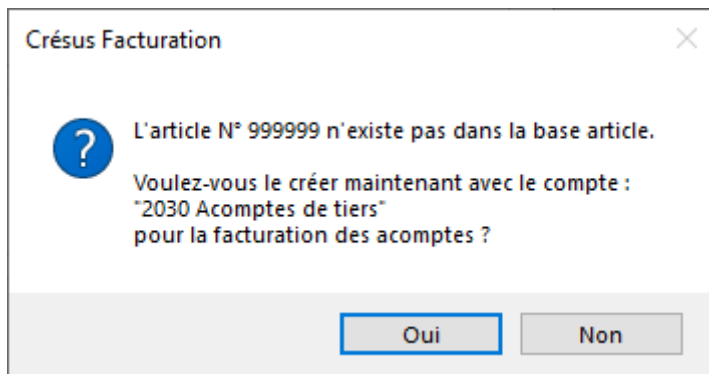 Crésus Facturation
L'article N° 999999 n'existe pas dans la base article.
Voulez-vous le créer maintenant avec le compte :
"2030 Acomptes de tiers"
pour la facturation des acomptes ?
Oui
Non